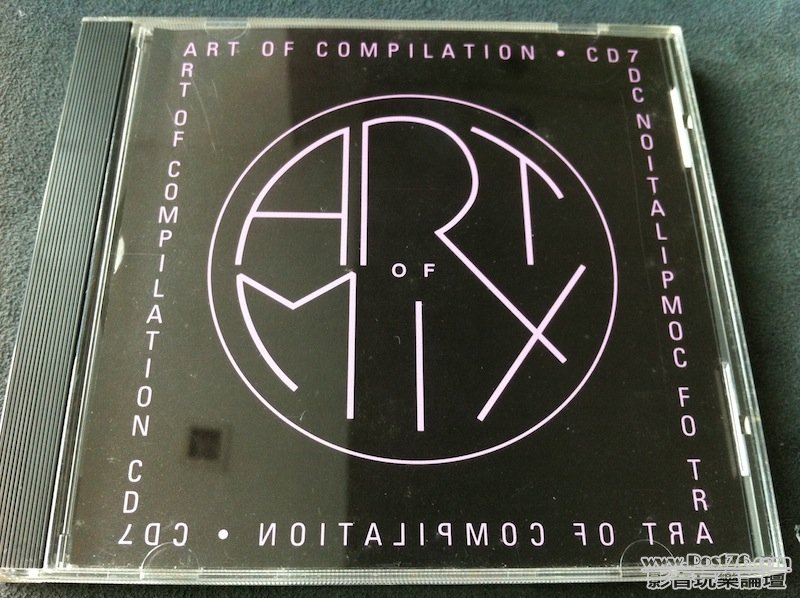 ART OF COMPILATION • CD7
ART OF COMPILATION CD7
ART OF COMPILATION CD7
ART OF COMPILATION • CD7
ART
OF
MIX
www.Post76.com
影音玩樂論壇